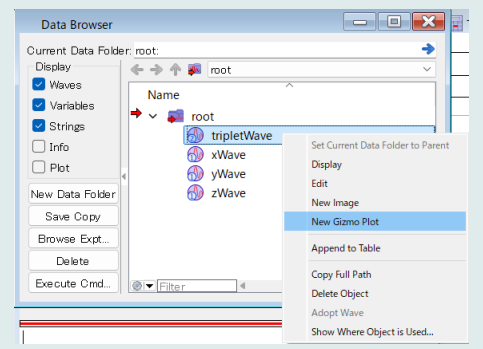 Data Browser
Current Data Folder: root:
Display
Waves
Variables
Strings
Info
Plot
New Data Folder
Save Copy
Browse Expt...
Delete
Execute Cmd...
root
Name
root
tripletWave
xWave
yWave
zWave
Filter
Set Current Data Folder to Parent
Display
Edit
New Image
New Gizmo Plot
Append to Table
Copy Full Path
Delete Object
Adopt Wave
Show Where Object is Used...